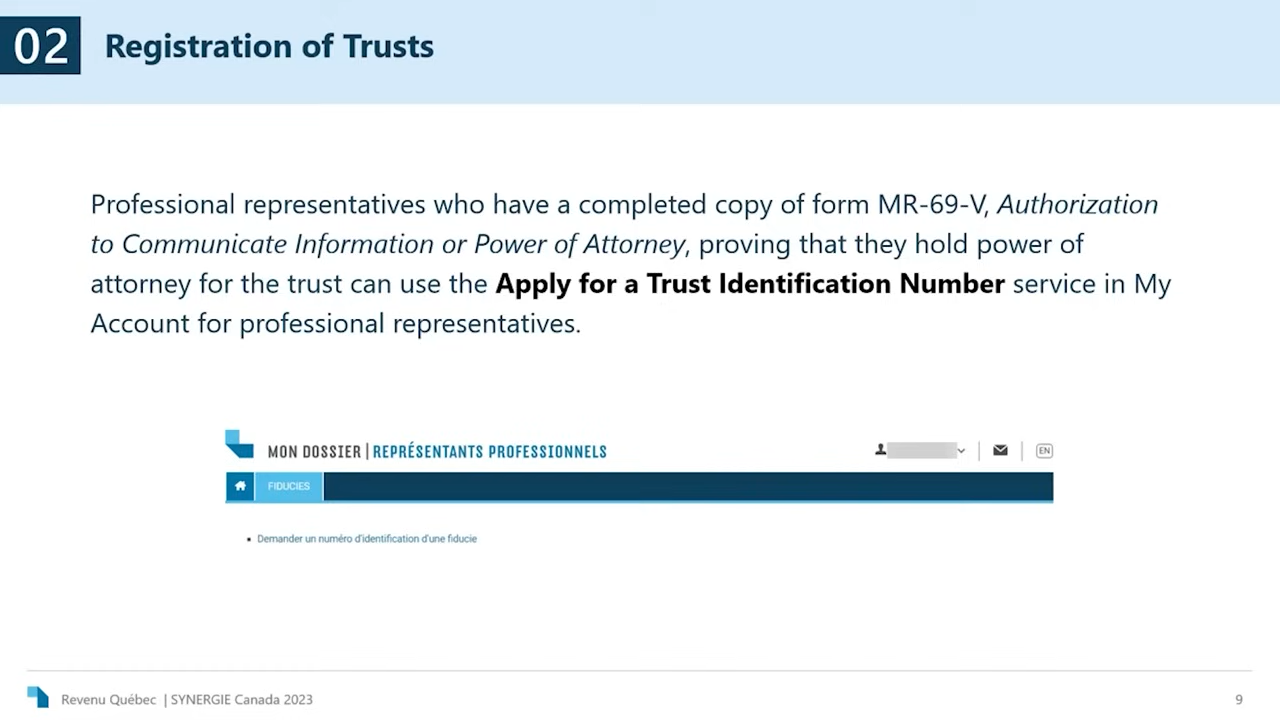 02 Registration of Trusts
Professional representatives who have a completed copy of form MR-69-V, Authorization
to Communicate Information or Power of Attorney, proving that they hold power of
attorney for the trust can use the Apply for a Trust Identification Number service in My
Account for professional representatives.
MON DOSSIER | REPRÉSENTANTS PROFESSIONNELS
EN
FIDUCIES
▪ Demander un numéro d'identification d'une fiducie
Revenu Québec | SYNERGIE Canada 2023
9